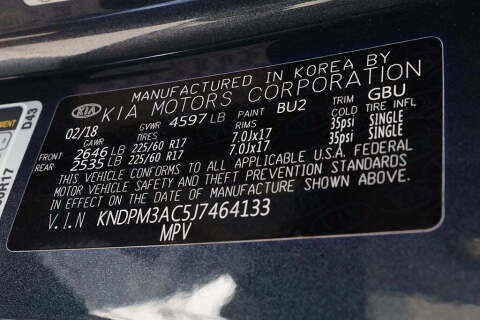 MANUFACTURED IN KOREA BY
KIA KIA MOTORS CORPORATION
02/18 GVWR 4597 LB PAINT BU2 TRIM GBU
GAWR TIRES RIMS COLD TIRE INFL
FRONT 2646 LB 225/60 R17 7.0Jx17 35psi SINGLE
REAR 2535 LB 225/60 R17 7.0Jx17 35psi SINGLE
THIS VEHICLE CONFORMS TO ALL APPLICABLE U.S.A. FEDERAL
MOTOR VEHICLE SAFETY AND THEFT PREVENTION STANDARDS
IN EFFECT ON THE DATE OF MANUFACTURE SHOWN ABOVE.
V.I.N KNDPM3AC5J7464133
MPV
D43